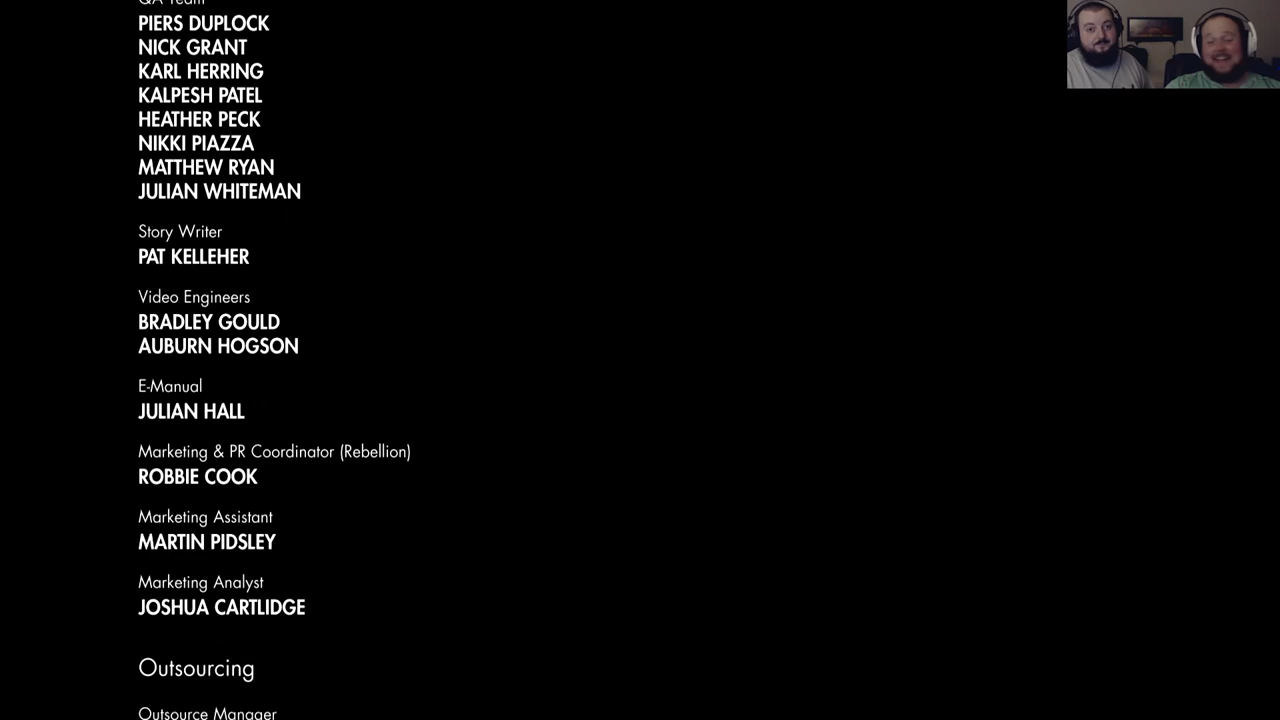 QA Team
PIERS DUPLOCK
NICK GRANT
KARL HERRING
KALPESH PATEL
HEATHER PECK
NIKKI PIAZZA
MATTHEW RYAN
JULIAN WHITEMAN
Story Writer
PAT KELLEHER
Video Engineers
BRADLEY GOULD
AUBURN HOGSON
E-Manual
JULIAN HALL
Marketing & PR Coordinator (Rebellion)
ROBBIE COOK
Marketing Assistant
MARTIN PIDSLEY
Marketing Analyst
JOSHUA CARTLIDGE
Outsourcing
Outsource Manager